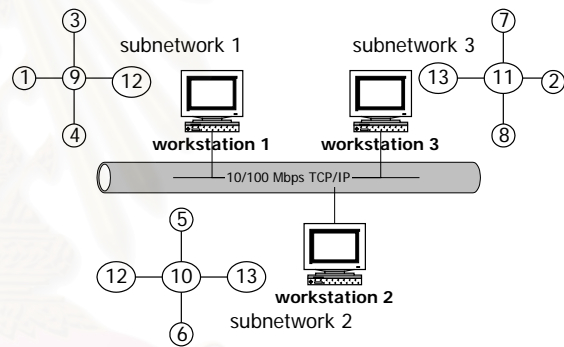 3
7
subnetwork 1
subnetwork 3
1 9 12
13 11 2
4
8
workstation 1
workstation 3
10/100 Mbps TCP/IP
5
12 10 13
6
workstation 2
subnetwork 2